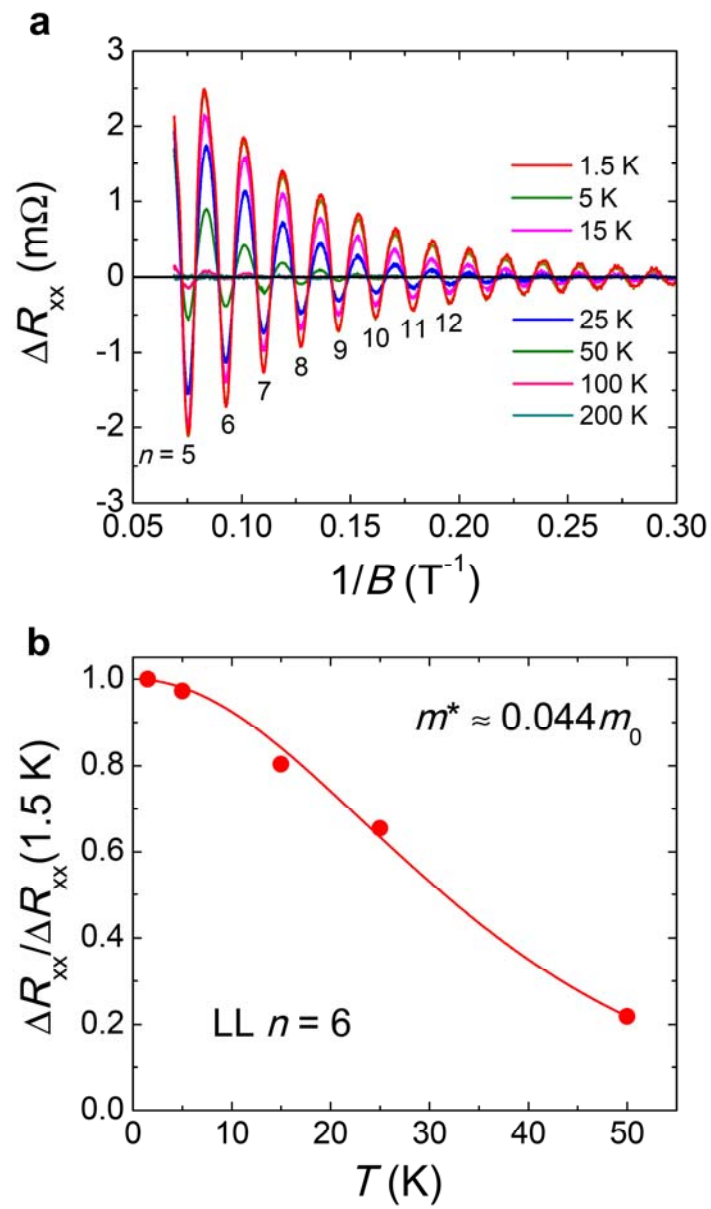 a
3
2
1
0
-1
-2
-3
ΔRxx (mΩ)
1.5 K
5 K
15 K
25 K
50 K
100 K
200 K
n = 5
6
7
8
9
10
11
12
0.05 0.10 0.15 0.20 0.25 0.30
1/B (T⁻¹)
b
1.0
0.8
0.6
0.4
0.2
0.0
ΔRxx/ΔRxx(1.5 K)
m* ≈ 0.044m₀
LL n = 6
0 10 20 30 40 50
T (K)